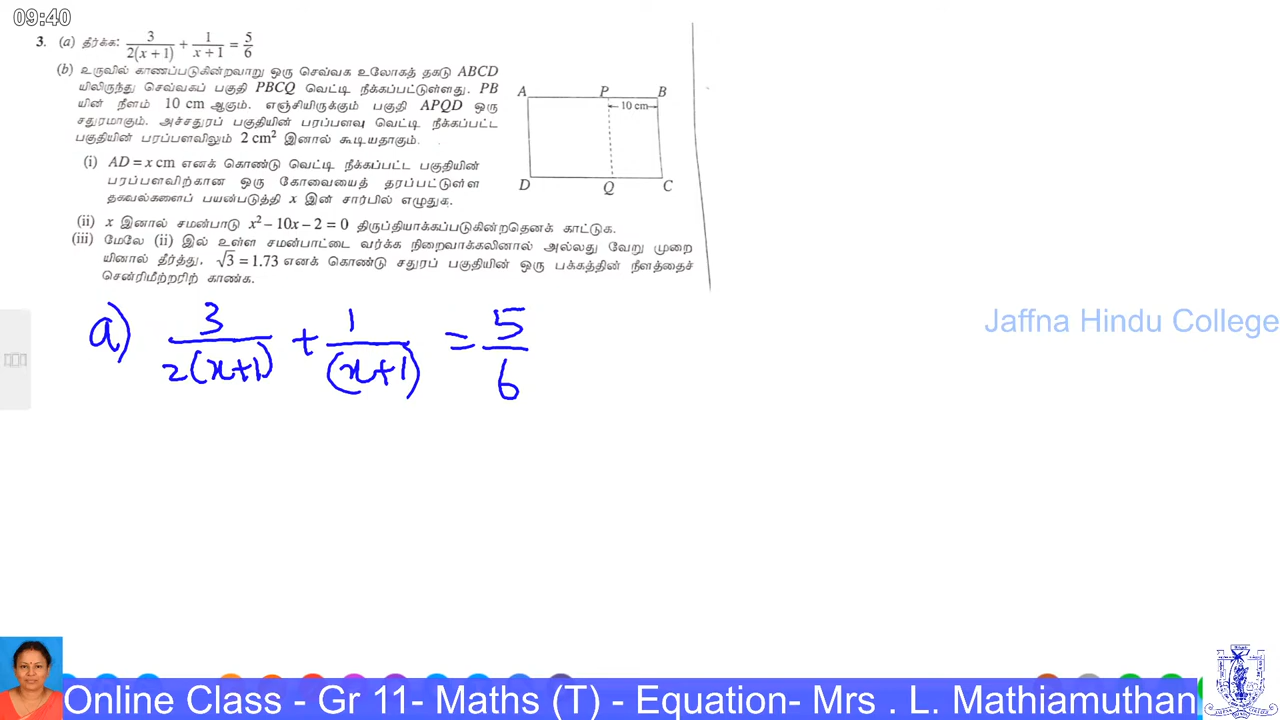 09:40
3. (a) தீர்க்க: 3/2(x + 1) + 1/x + 1 = 5/6
(b) உருவில் காணப்படுகின்றவாறு ஒரு செவ்வக உலோகத் தகடு ABCD
யிலிருந்து செவ்வகப் பகுதி PBCQ வெட்டி நீக்கப்பட்டுள்ளது. PB
யின் நீளம் 10 cm ஆகும். எஞ்சியிருக்கும் பகுதி APQD ஒரு
சதுரமாகும். அச்சதுரப் பகுதியின் பரப்பளவு வெட்டி நீக்கப்பட்ட
பகுதியின் பரப்பளவிலும் 2 cm² இனால் கூடியதாகும்.
A P B
10 cm
D Q C
(i) AD = x cm எனக் கொண்டு வெட்டி நீக்கப்பட்ட பகுதியின்
பரப்பளவிற்கான ஒரு கோவையைத் தரப்பட்டுள்ள
தகவல்களைப் பயன்படுத்தி x இன் சார்பில் எழுதுக.
(ii) x இனால் சமன்பாடு x² – 10x – 2 = 0 திருப்தியாக்கப்படுகின்றதெனக் காட்டுக.
(iii) மேலே (ii) இல் உள்ள சமன்பாட்டை வர்க்க நிறைவாக்கலினால் அல்லது வேறு முறை
யினால் தீர்த்து, √3 = 1.73 எனக் கொண்டு சதுரப் பகுதியின் ஒரு பக்கத்தின் நீளத்தைச்
சென்ரிமீற்றரிற் காண்க.
a) 3/2(x+1) + 1/(x+1) = 5/6
Jaffna Hindu College
Online Class - Gr 11- Maths (T) - Equation- Mrs . L. Mathiamuthan